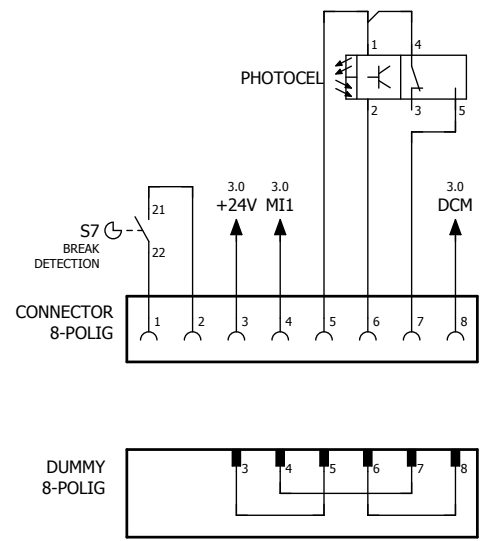 1 4
PHOTOCEL
2 3 5
3.0 3.0 3.0
+24V MI1 DCM
21
S7
BREAK
DETECTION
22
CONNECTOR
8-POLIG
1 2 3 4 5 6 7 8
DUMMY
8-POLIG
3 4 5 6 7 8